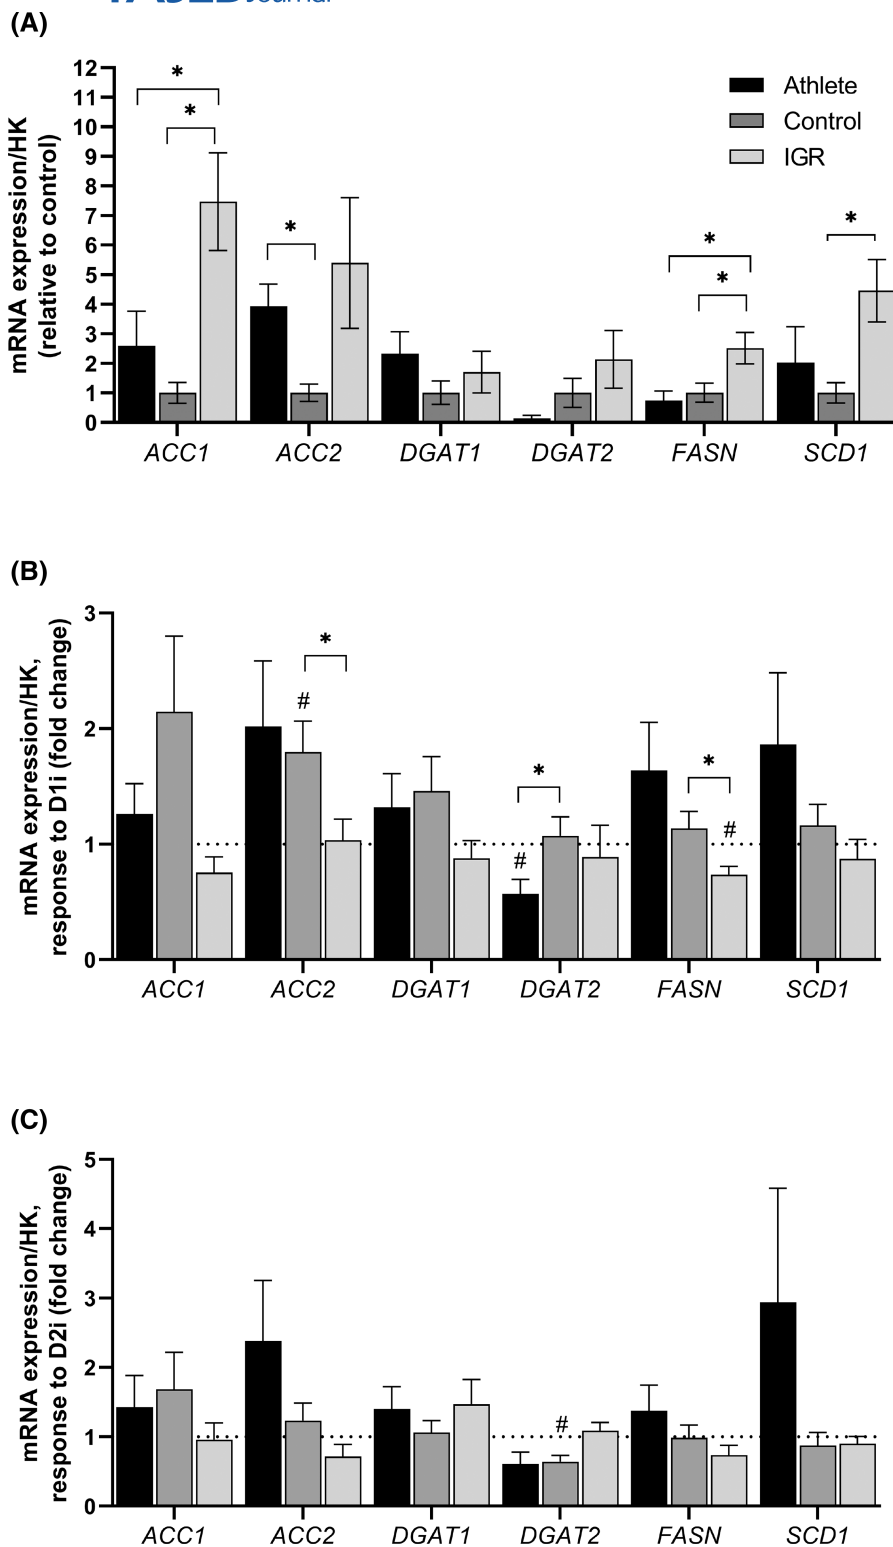 Journal
(A)
mRNA expression/HK
(relative to control)
12
11
10
9
8
7
6
5
4
3
2
1
0
*
*
*
*
*
*
Athlete
Control
IGR
ACC1 ACC2 DGAT1 DGAT2 FASN SCD1
(B)
mRNA expression/HK,
response to D1i (fold change)
3
2
1
0
#
*
#
*
*
#
ACC1 ACC2 DGAT1 DGAT2 FASN SCD1
(C)
mRNA expression/HK,
response to D2i (fold change)
5
4
3
2
1
0
#
ACC1 ACC2 DGAT1 DGAT2 FASN SCD1